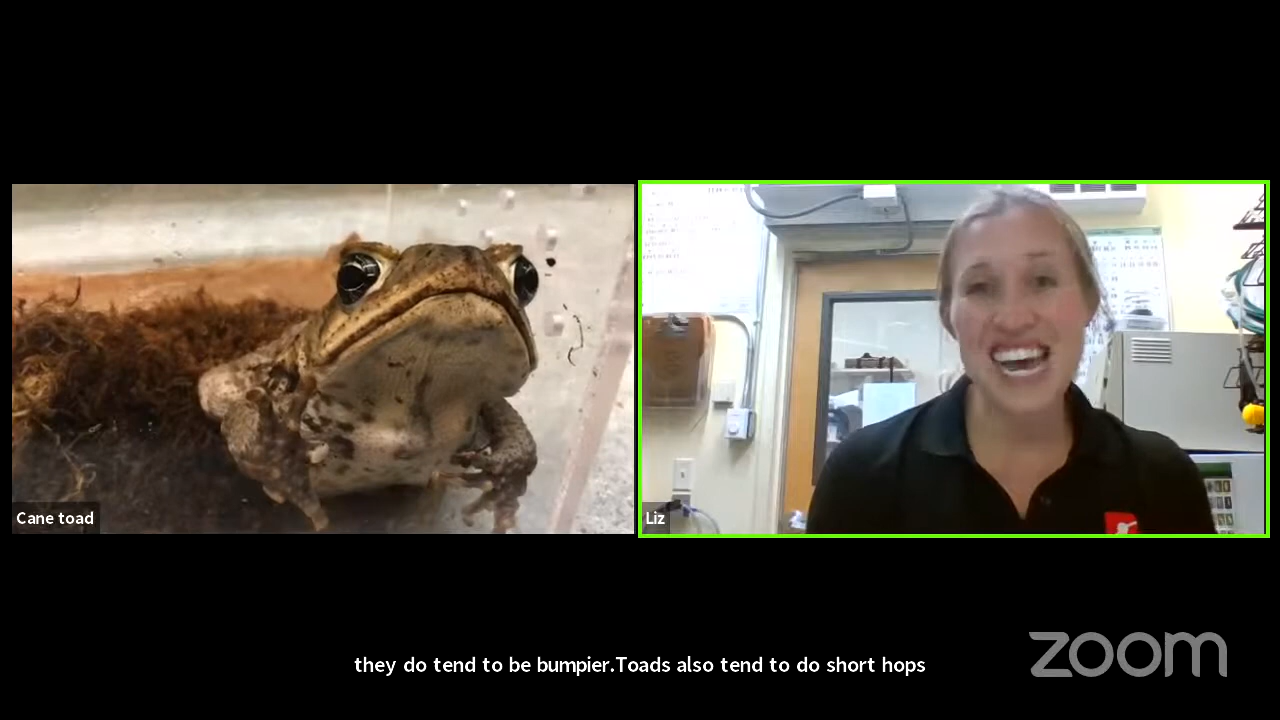 Cane toad
Liz
they do tend to be bumpier.Toads also tend to do short hops
zoom